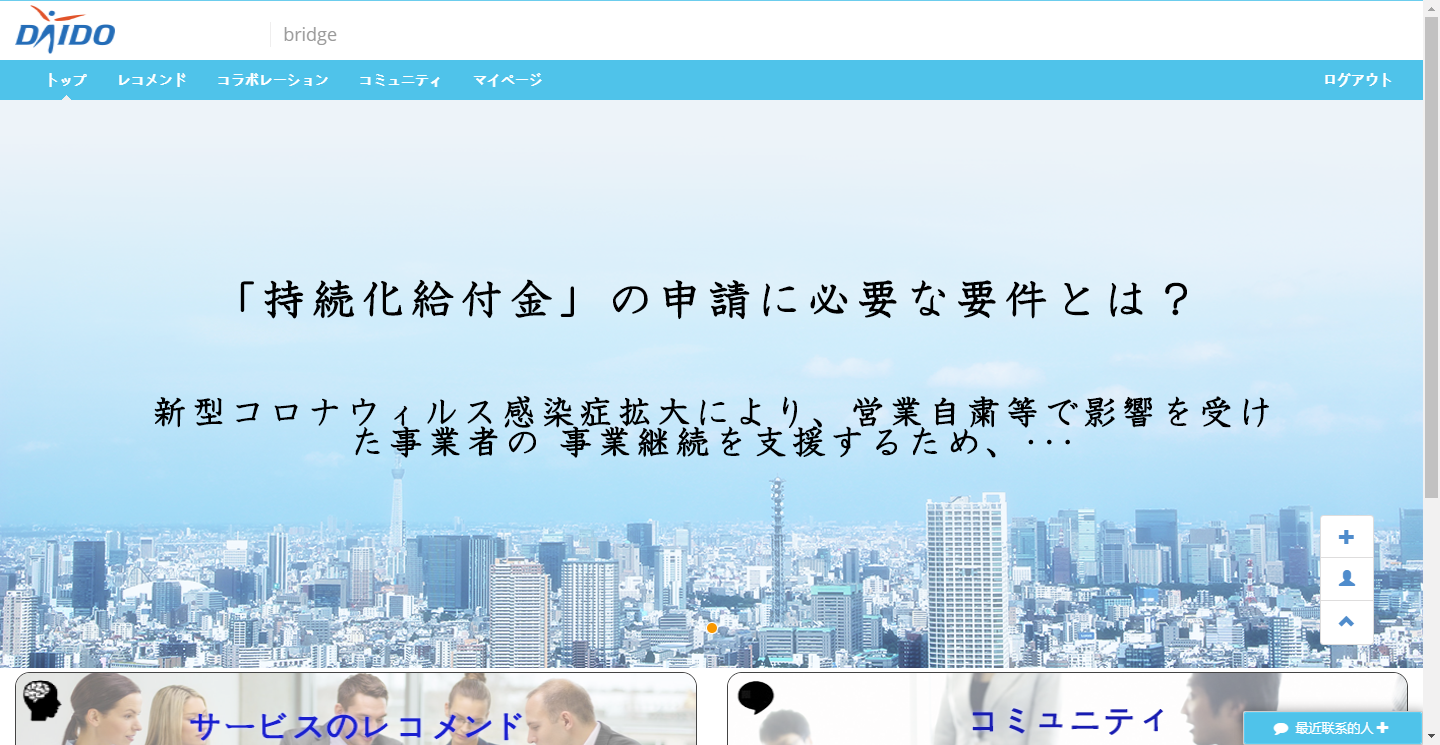 DAIDO
bridge
トップ レコメンド コラボレーション コミュニティ マイページ ログアウト
「持続化給付金」の申請に必要な要件とは？
新型コロナウィルス感染症拡大により、営業自粛等で影響を受け
た事業者の 事業継続を支援するため、･･･
サービスのレコメンド
コミュニティ
最近联系的人